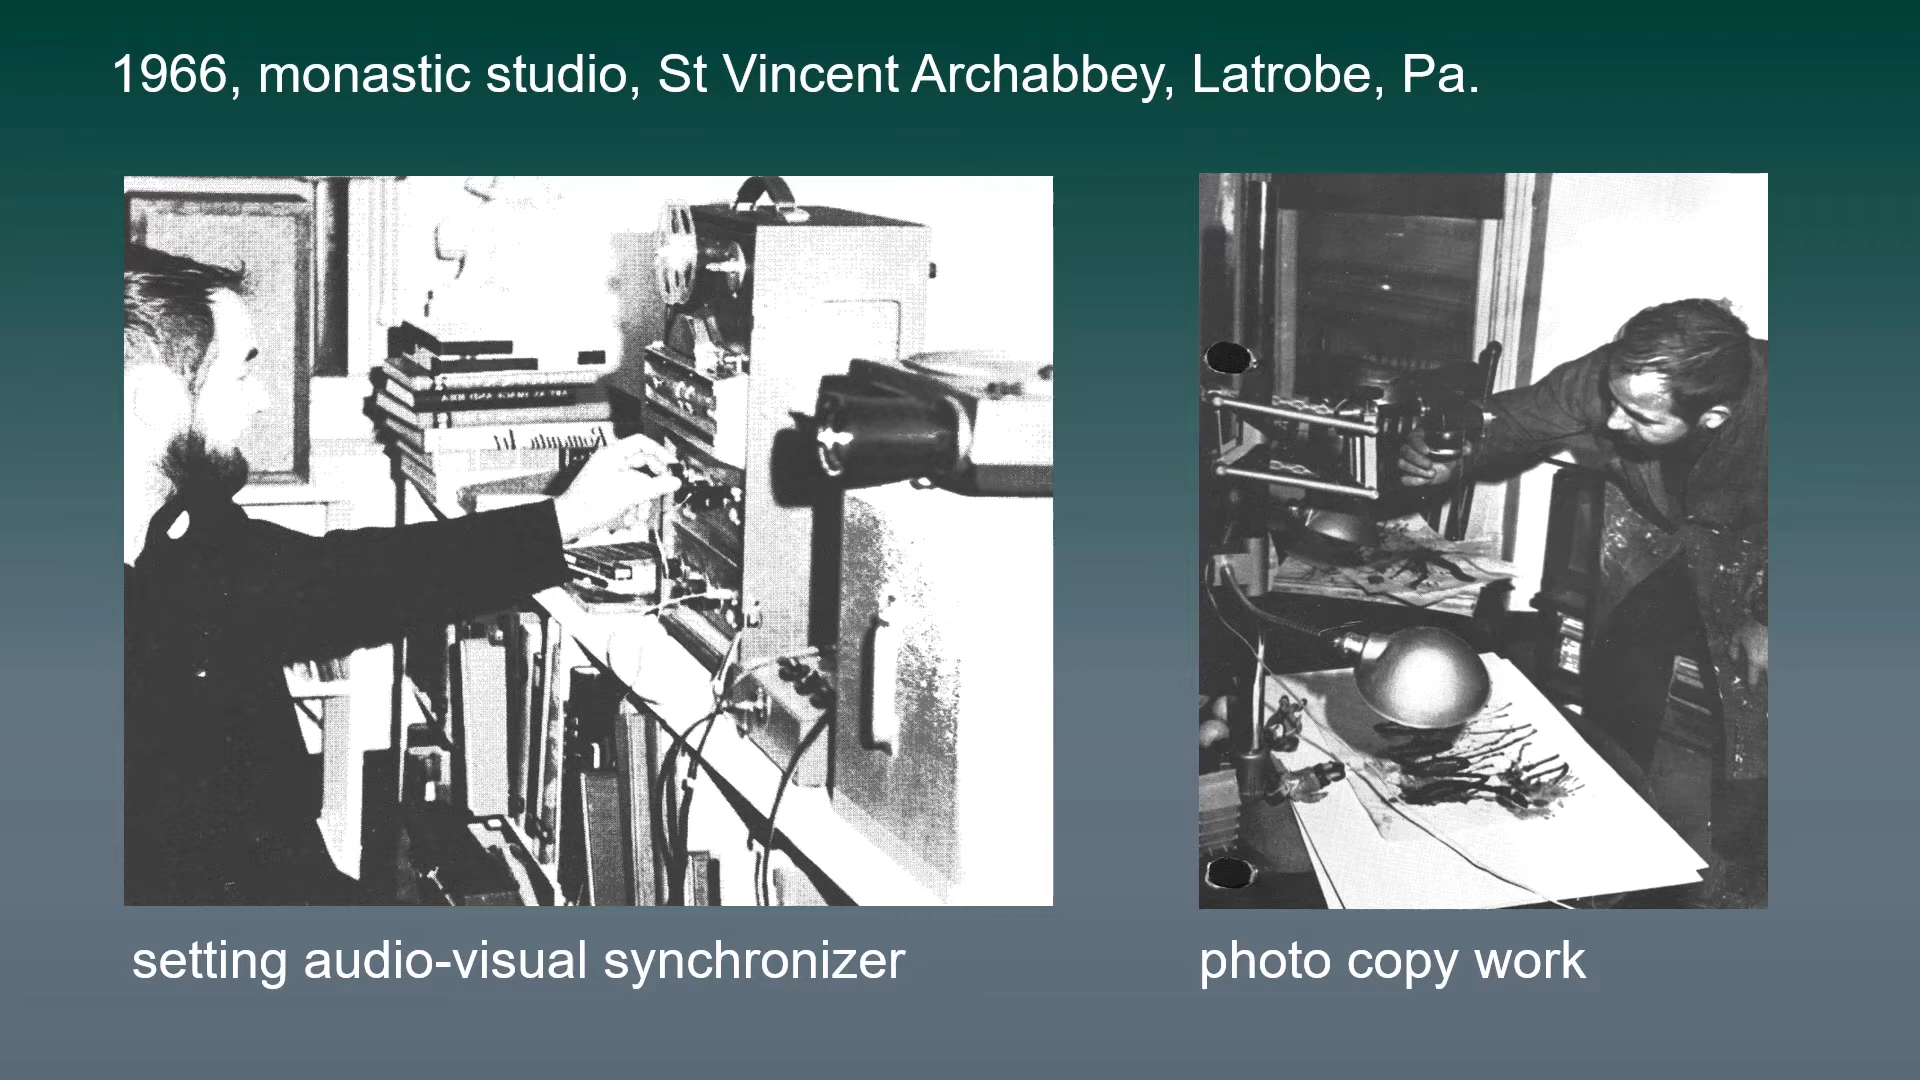 1966, monastic studio, St Vincent Archabbey, Latrobe, Pa.
setting audio-visual synchronizer
photo copy work